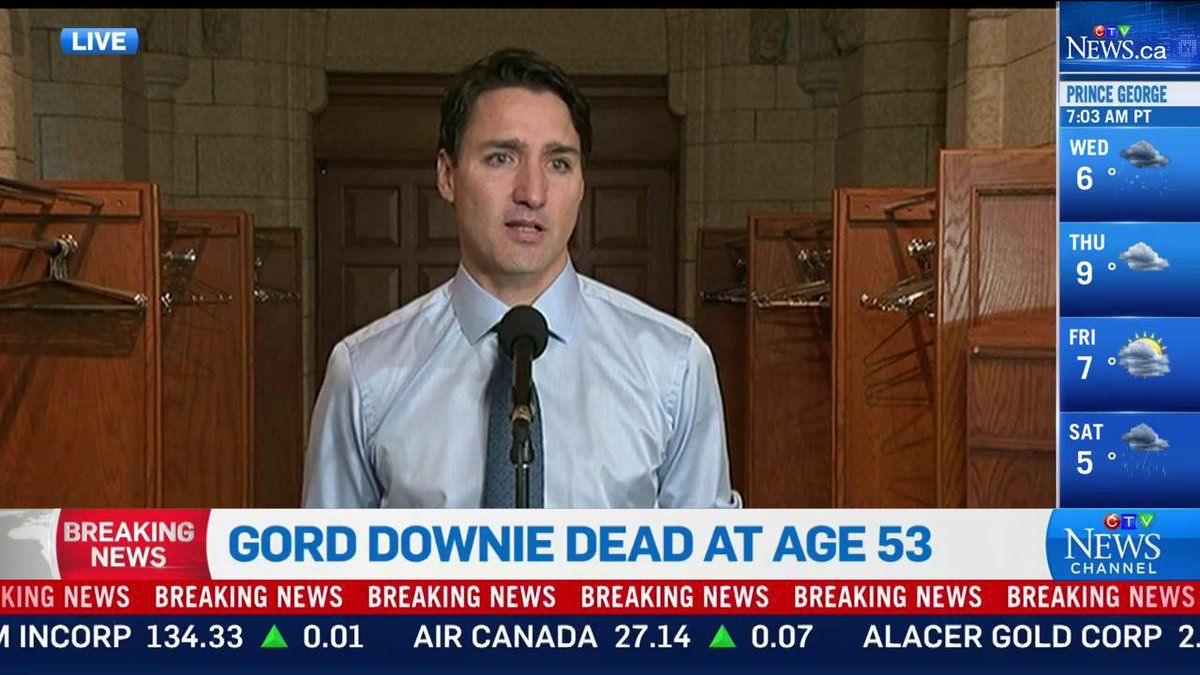 LIVE
CTV
NEWS.ca
PRINCE GEORGE
7:03 AM PT
WED
6°
THU
9°
FRI
7°
SAT
5°
BREAKING
NEWS
GORD DOWNIE DEAD AT AGE 53
CTV
NEWS
CHANNEL
KING NEWS BREAKING NEWS BREAKING NEWS BREAKING NEWS BREAKING NEWS BREAKING NEWS
M INCORP 134.33 ▲ 0.01 AIR CANADA 27.14 ▲ 0.07 ALACER GOLD CORP 2.